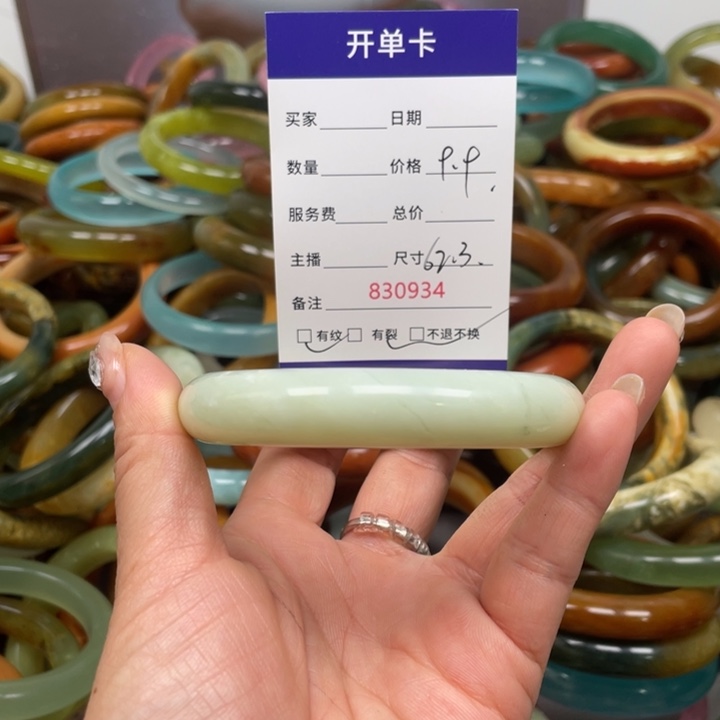 开单卡
买家 日期
数量 价格 9.9
服务费 总价
主播 尺寸 62.3.
备注 830934
有纹 有裂 不退不换